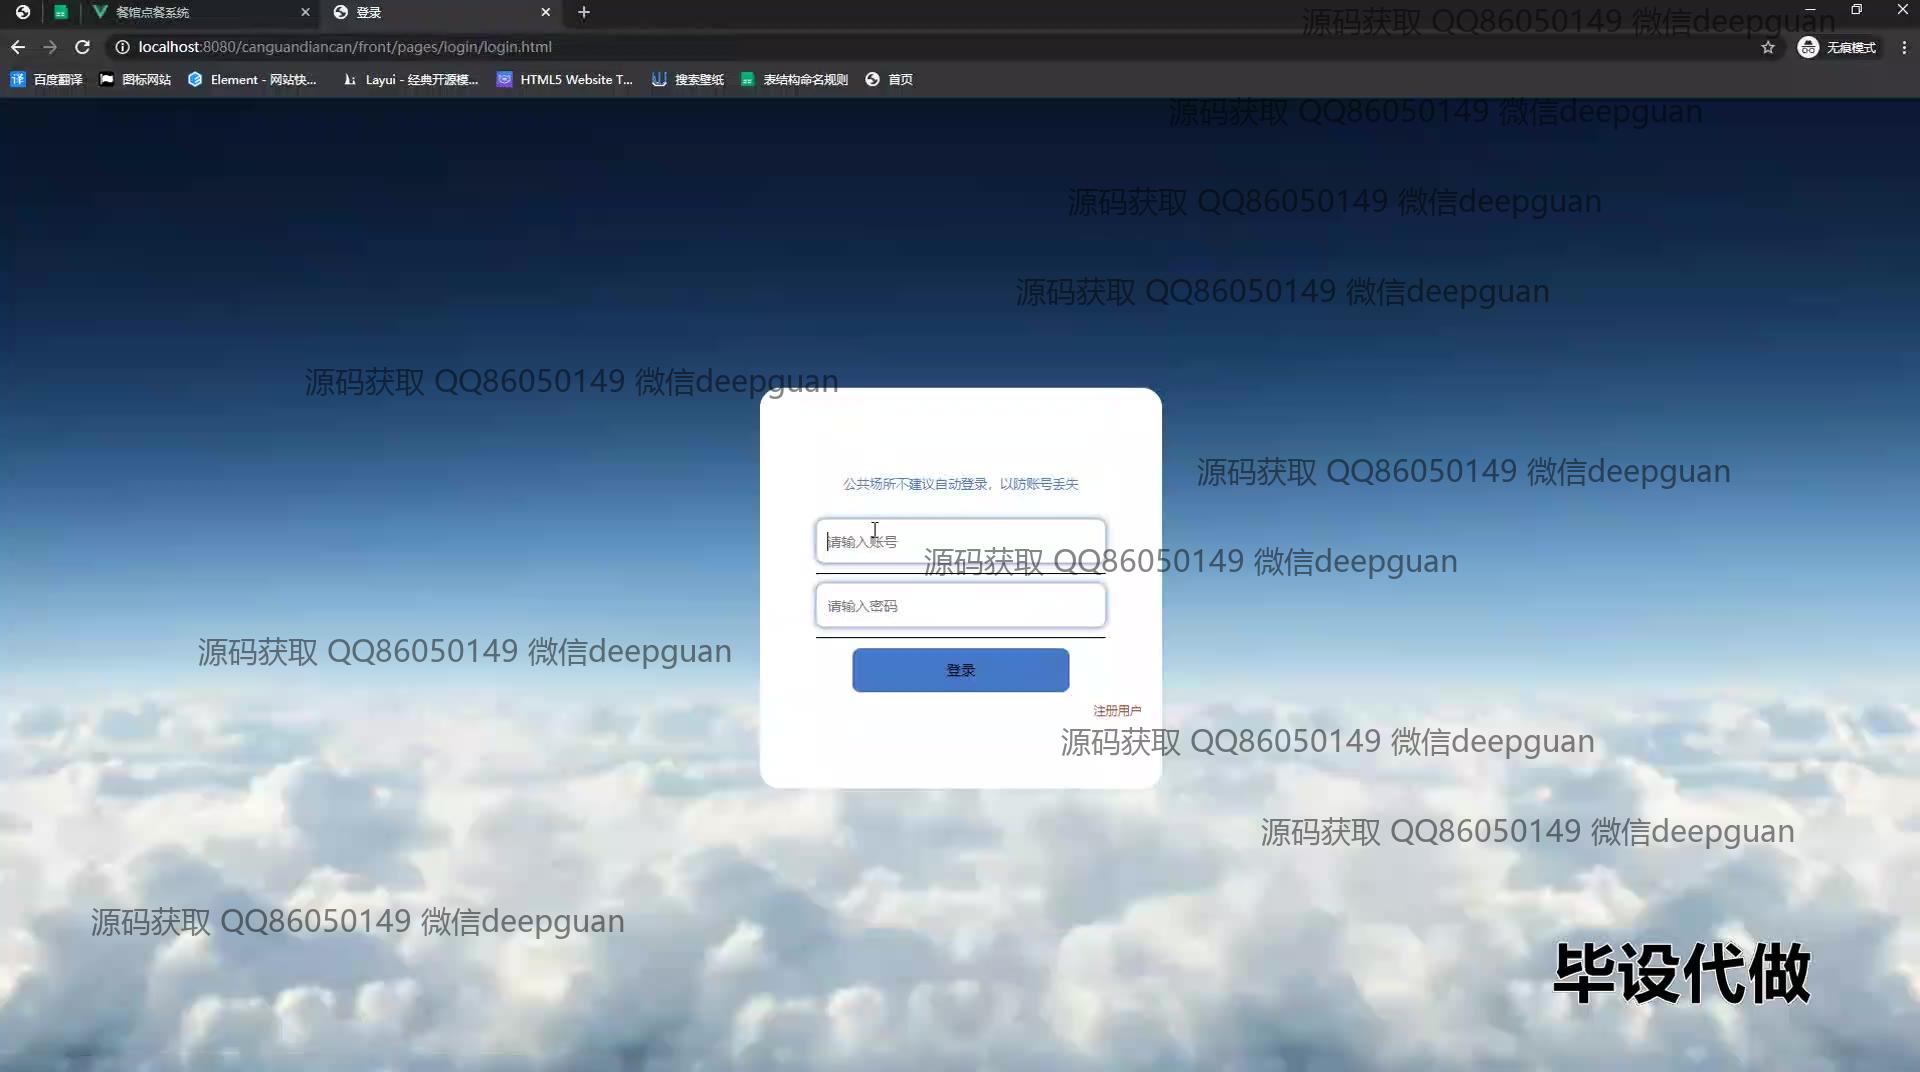 餐馆点餐系统
登录
localhost:8080/canguandiancan/front/pages/login/login.html
无痕模式
百度翻译
图标网站
Element - 网站快...
Layui - 经典开源模...
HTML5 Website T...
搜索壁纸
表结构命名规则
首页
源码获取 QQ86050149 微信deepguan
源码获取 QQ86050149 微信deepguan
源码获取 QQ86050149 微信deepguan
源码获取 QQ86050149 微信deepguan
源码获取 QQ86050149 微信deepguan
源码获取 QQ86050149 微信deepguan
公共场所不建议自动登录，以防账号丢失
请输入账号
源码获取 QQ86050149 微信deepguan
请输入密码
源码获取 QQ86050149 微信deepguan
登录
注册用户
源码获取 QQ86050149 微信deepguan
源码获取 QQ86050149 微信deepguan
源码获取 QQ86050149 微信deepguan
毕设代做